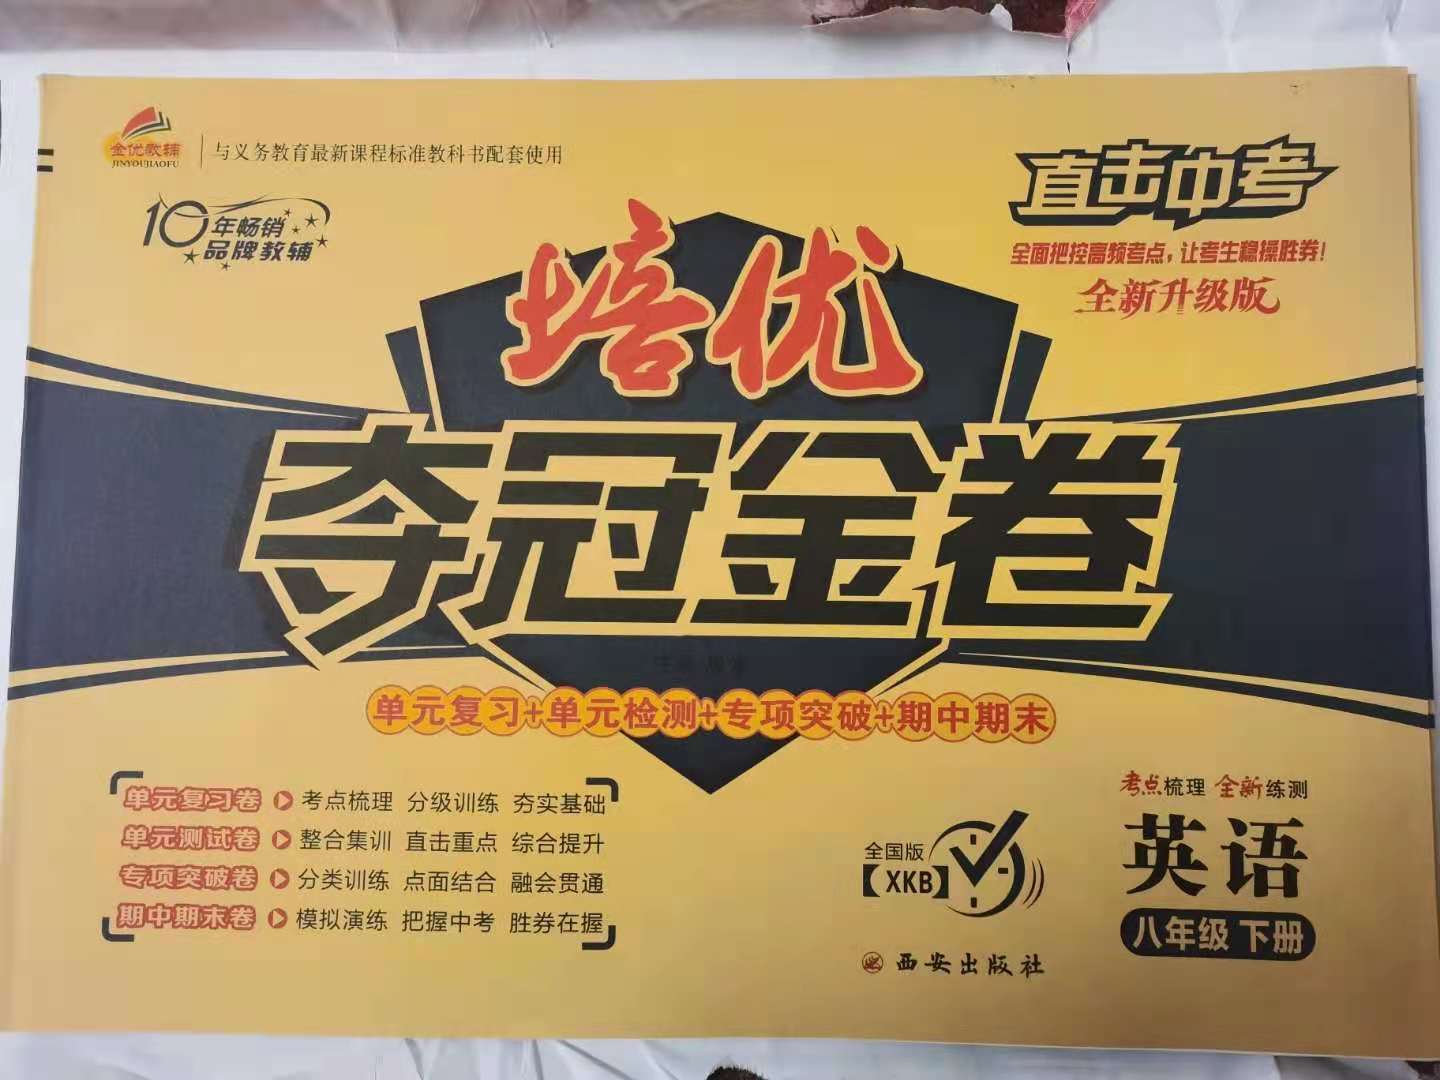 金优教辅
JINYOUJIAOFU
与义务教育最新课程标准教科书配套使用
10年畅销
品牌教辅
直击中考
全面把控高频考点，让考生稳操胜券！
全新升级版
培优
夺冠金卷
单元复习+单元检测+专项突破+期中期末
单元复习卷 考点梳理 分级训练 夯实基础
单元测试卷 整合集训 直击重点 综合提升
专项突破卷 分类训练 点面结合 融会贯通
期中期末卷 模拟演练 把握中考 胜券在握
全国版
【XKB】
西安出版社
考点梳理 全新练测
英语
八年级 下册